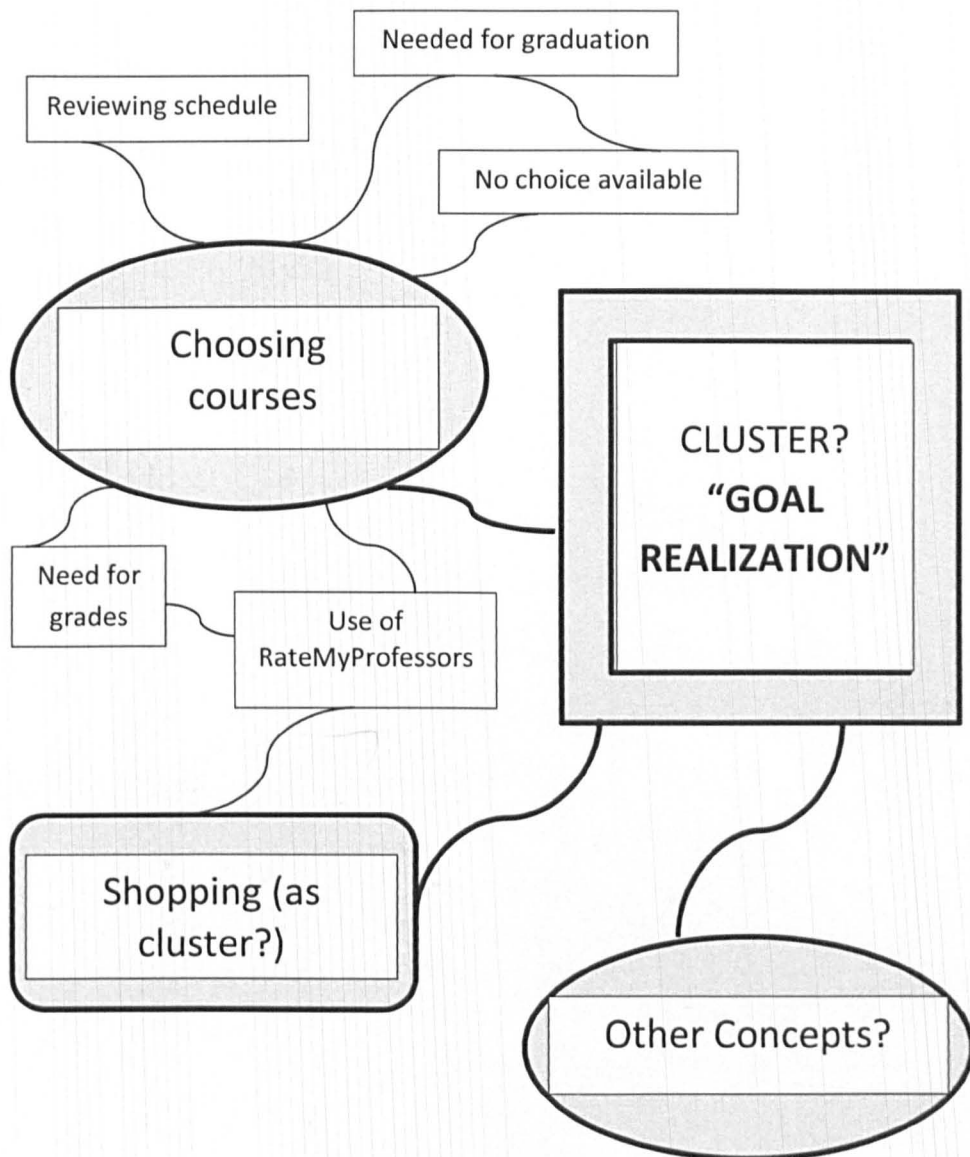 Needed for graduation
Reviewing schedule
No choice available
Choosing
courses
CLUSTER?
“GOAL
REALIZATION”
Need for
grades
Use of
RateMyProfessors
Shopping (as
cluster?)
Other Concepts?